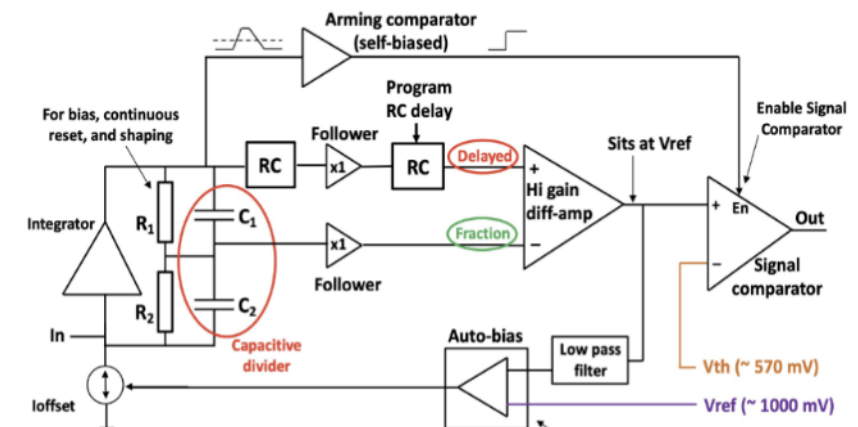 Arming comparator
(self-biased)
Program
RC delay
For bias, continuous
reset, and shaping
Enable Signal
Comparator
Follower
Sits at Vref
RC
x1
RC
Delayed
+
Hi gain
diff-amp
-
+
En
Out
-
Signal
comparator
Integrator
R1
C1
x1
Fraction
Follower
R2
C2
In
Capacitive
divider
Auto-bias
Low pass
filter
Vth (~ 570 mV)
Vref (~ 1000 mV)
Ioffset